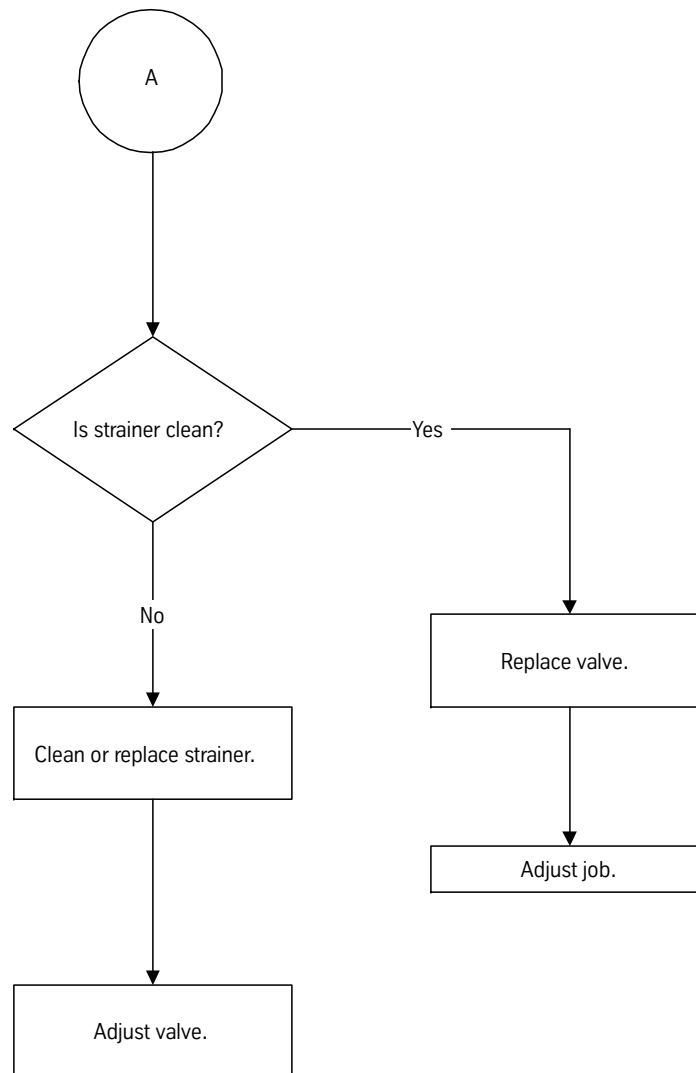 A
Is strainer clean?
Yes
No
Replace valve.
Clean or replace strainer.
Adjust job.
Adjust valve.